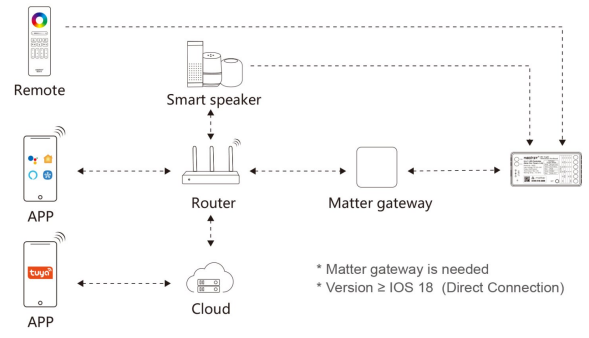 Remote
Smart speaker
APP
Router
Matter gateway
tuya
APP
Cloud
* Matter gateway is needed
* Version ≥ IOS 18 (Direct Connection)